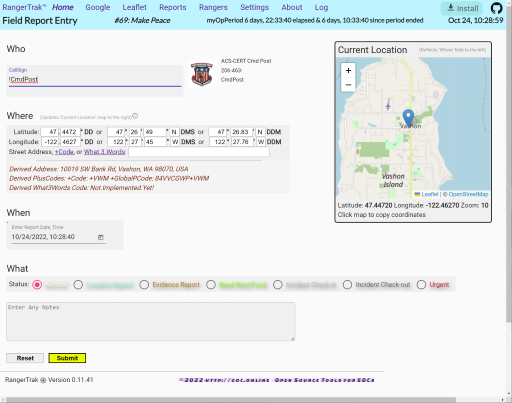 RangerTrak™ Home Google Leaflet Reports Rangers Settings About Log Install
Field Report Entry #69: Make Peace myOpPeriod 6 days, 22:33:40 elapsed & 6 days, 10:33:40 since period ended Oct 24, 10:28:59
Who
CallSign
!CmdPost
ACS-CERT Cmd Post
206-463-
CmdPost
Where (Updates 'Current Location' map to the right)
Latitude: 47 . 4472 ° DD or 47 ° 26 ' 49 " N DMS or 47 ° 26.83 ' N DDM
Longitude: -122 . 4627 ° DD or 122 ° 27 ' 45 " W DMS or 122 ° 27.76 ' W DDM
Street Address, +Code, or What 3 Words:
Derived Address: 10019 SW Bank Rd, Vashon, WA 98070, USA
Derived PlusCodes: +Code: +VWM +GlobalPCode: 84VVCGWP+VWM
Derived What3Words Code: Not.Implemented.Yet!
When
Enter Report Date, Time
10/24/2022, 10:28:40
What
Status: Normal Location Report Evidence Report Need Rest/Food Incident Check-in Incident Check-out Urgent
Enter Any Notes
Reset Submit
RangerTrak @ Version 0.11.41 ©2022 http://eoc.online Open Source Tools for EOCs
Current Location (Reflects 'Where' field to the left)
+
−
Vashon
Vashon
Island
Leaflet | © OpenStreetMap
Latitude: 47.44720 Longitude: -122.46270 Zoom: 10
Click map to copy coordinates